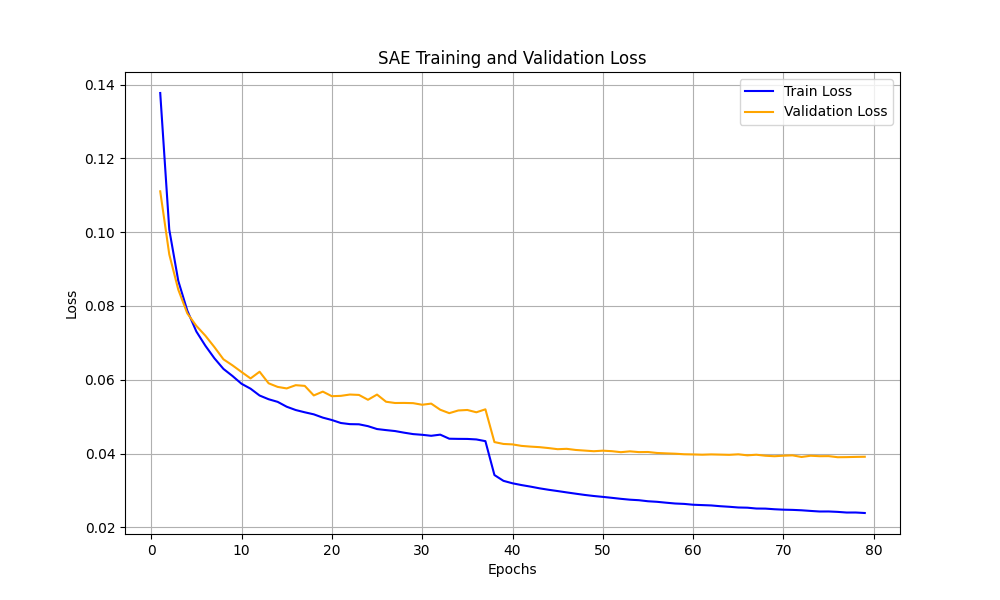 SAE Training and Validation Loss
Train Loss
Validation Loss
0.14
0.12
0.10
0.08
0.06
0.04
0.02
Loss
0 10 20 30 40 50 60 70 80
Epochs